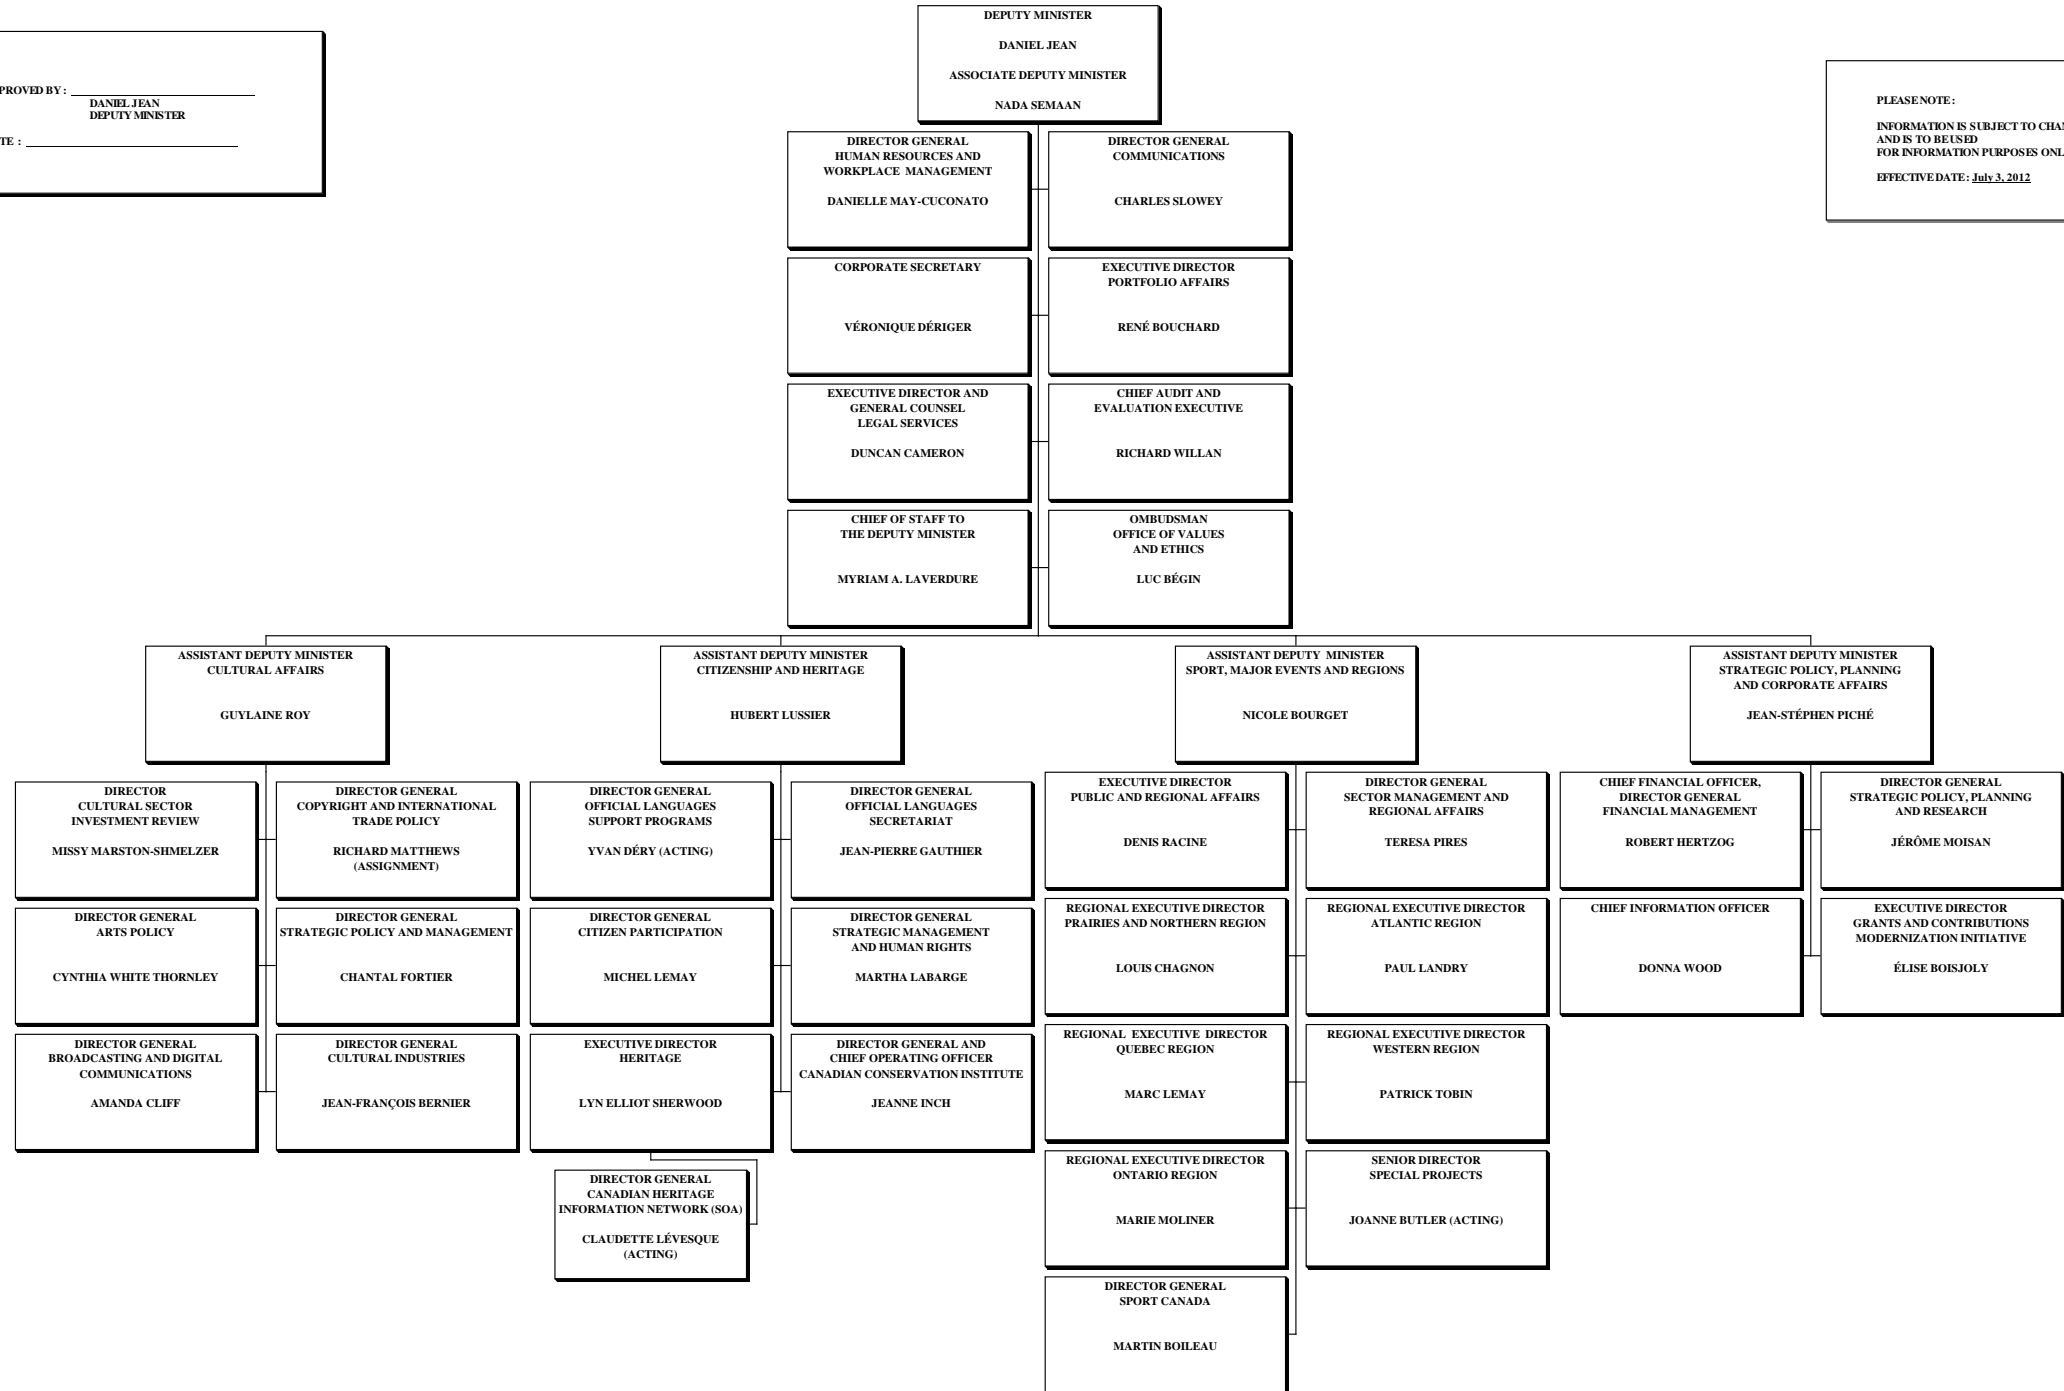 PROVED BY :
DANIEL JEAN
DEPUTY MINISTER
TE :
DEPUTY MINISTER
DANIEL JEAN
ASSOCIATE DEPUTY MINISTER
NADA SEMAAN
PLEASE NOTE :
INFORMATION IS SUBJECT TO CHAN
AND IS TO BE USED
FOR INFORMATION PURPOSES ONL
EFFECTIVE DATE : July 3, 2012
DIRECTOR GENERAL
HUMAN RESOURCES AND
WORKPLACE MANAGEMENT
DANIELLE MAY-CUCONATO
DIRECTOR GENERAL
COMMUNICATIONS
CHARLES SLOWEY
CORPORATE SECRETARY
VÉRONIQUE DÉRIGER
EXECUTIVE DIRECTOR
PORTFOLIO AFFAIRS
RENÉ BOUCHARD
EXECUTIVE DIRECTOR AND
GENERAL COUNSEL
LEGAL SERVICES
DUNCAN CAMERON
CHIEF AUDIT AND
EVALUATION EXECUTIVE
RICHARD WILLAN
CHIEF OF STAFF TO
THE DEPUTY MINISTER
MYRIAM A. LAVERDURE
OMBUDSMAN
OFFICE OF VALUES
AND ETHICS
LUC BÉGIN
ASSISTANT DEPUTY MINISTER
CULTURAL AFFAIRS
GUYLAINE ROY
ASSISTANT DEPUTY MINISTER
CITIZENSHIP AND HERITAGE
HUBERT LUSSIER
ASSISTANT DEPUTY MINISTER
SPORT, MAJOR EVENTS AND REGIONS
NICOLE BOURGET
ASSISTANT DEPUTY MINISTER
STRATEGIC POLICY, PLANNING
AND CORPORATE AFFAIRS
JEAN-STÉPHEN PICHÉ
DIRECTOR
CULTURAL SECTOR
INVESTMENT REVIEW
MISSY MARSTON-SHMELZER
DIRECTOR GENERAL
COPYRIGHT AND INTERNATIONAL
TRADE POLICY
RICHARD MATTHEWS
(ASSIGNMENT)
DIRECTOR GENERAL
ARTS POLICY
CYNTHIA WHITE THORNLEY
DIRECTOR GENERAL
STRATEGIC POLICY AND MANAGEMENT
CHANTAL FORTIER
DIRECTOR GENERAL
BROADCASTING AND DIGITAL
COMMUNICATIONS
AMANDA CLIFF
DIRECTOR GENERAL
CULTURAL INDUSTRIES
JEAN-FRANÇOIS BERNIER
DIRECTOR GENERAL
OFFICIAL LANGUAGES
SUPPORT PROGRAMS
YVAN DÉRY (ACTING)
DIRECTOR GENERAL
OFFICIAL LANGUAGES
SECRETARIAT
JEAN-PIERRE GAUTHIER
DIRECTOR GENERAL
CITIZEN PARTICIPATION
MICHEL LEMAY
DIRECTOR GENERAL
STRATEGIC MANAGEMENT
AND HUMAN RIGHTS
MARTHA LABARGE
EXECUTIVE DIRECTOR
HERITAGE
LYN ELLIOT SHERWOOD
DIRECTOR GENERAL AND
CHIEF OPERATING OFFICER
CANADIAN CONSERVATION INSTITUTE
JEANNE INCH
DIRECTOR GENERAL
CANADIAN HERITAGE
INFORMATION NETWORK (SOA)
CLAUDETTE LÉVESQUE
(ACTING)
EXECUTIVE DIRECTOR
PUBLIC AND REGIONAL AFFAIRS
DENIS RACINE
DIRECTOR GENERAL
SECTOR MANAGEMENT AND
REGIONAL AFFAIRS
TERESA PIRES
REGIONAL EXECUTIVE DIRECTOR
PRAIRIES AND NORTHERN REGION
LOUIS CHAGNON
REGIONAL EXECUTIVE DIRECTOR
ATLANTIC REGION
PAUL LANDRY
REGIONAL EXECUTIVE DIRECTOR
QUEBEC REGION
MARC LEMAY
REGIONAL EXECUTIVE DIRECTOR
WESTERN REGION
PATRICK TOBIN
REGIONAL EXECUTIVE DIRECTOR
ONTARIO REGION
MARIE MOLINER
SENIOR DIRECTOR
SPECIAL PROJECTS
JOANNE BUTLER (ACTING)
DIRECTOR GENERAL
SPORT CANADA
MARTIN BOILEAU
CHIEF FINANCIAL OFFICER,
DIRECTOR GENERAL
FINANCIAL MANAGEMENT
ROBERT HERTZOG
DIRECTOR GENERAL
STRATEGIC POLICY, PLANNING
AND RESEARCH
JÉRÔME MOISAN
CHIEF INFORMATION OFFICER
DONNA WOOD
EXECUTIVE DIRECTOR
GRANTS AND CONTRIBUTIONS
MODERNIZATION INITIATIVE
ÉLISE BOISJOLY